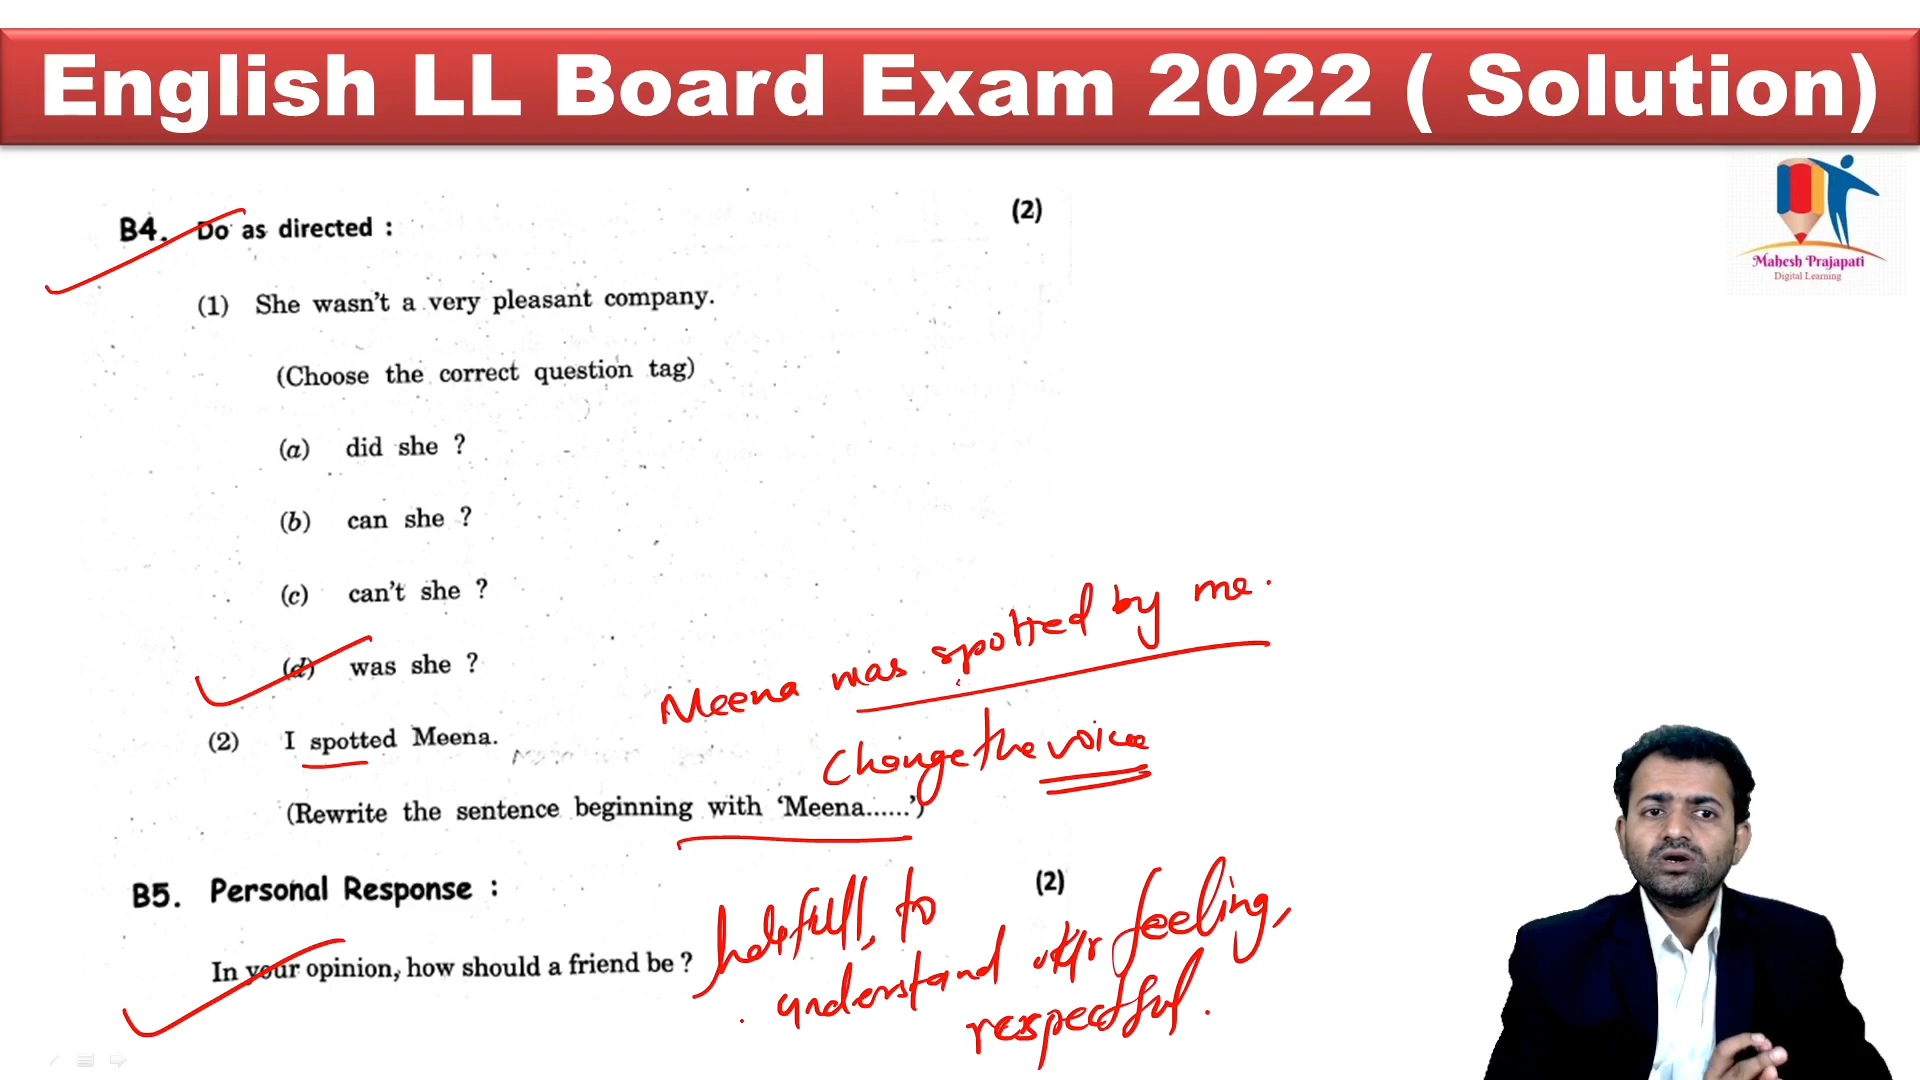 English LL Board Exam 2022 ( Solution)
Mahesh Prajapati
Digital Learning
B4. Do as directed : (2)
(1) She wasn't a very pleasant company.
(Choose the correct question tag)
(a) did she ?
(b) can she ?
(c) can't she ?
(d) was she ?
Meena was spotted by me.
(2) I spotted Meena.
Change the voice
(Rewrite the sentence beginning with 'Meena......')
B5. Personal Response : (2)
In your opinion, how should a friend be ?
to
understand feeling,
respectful.